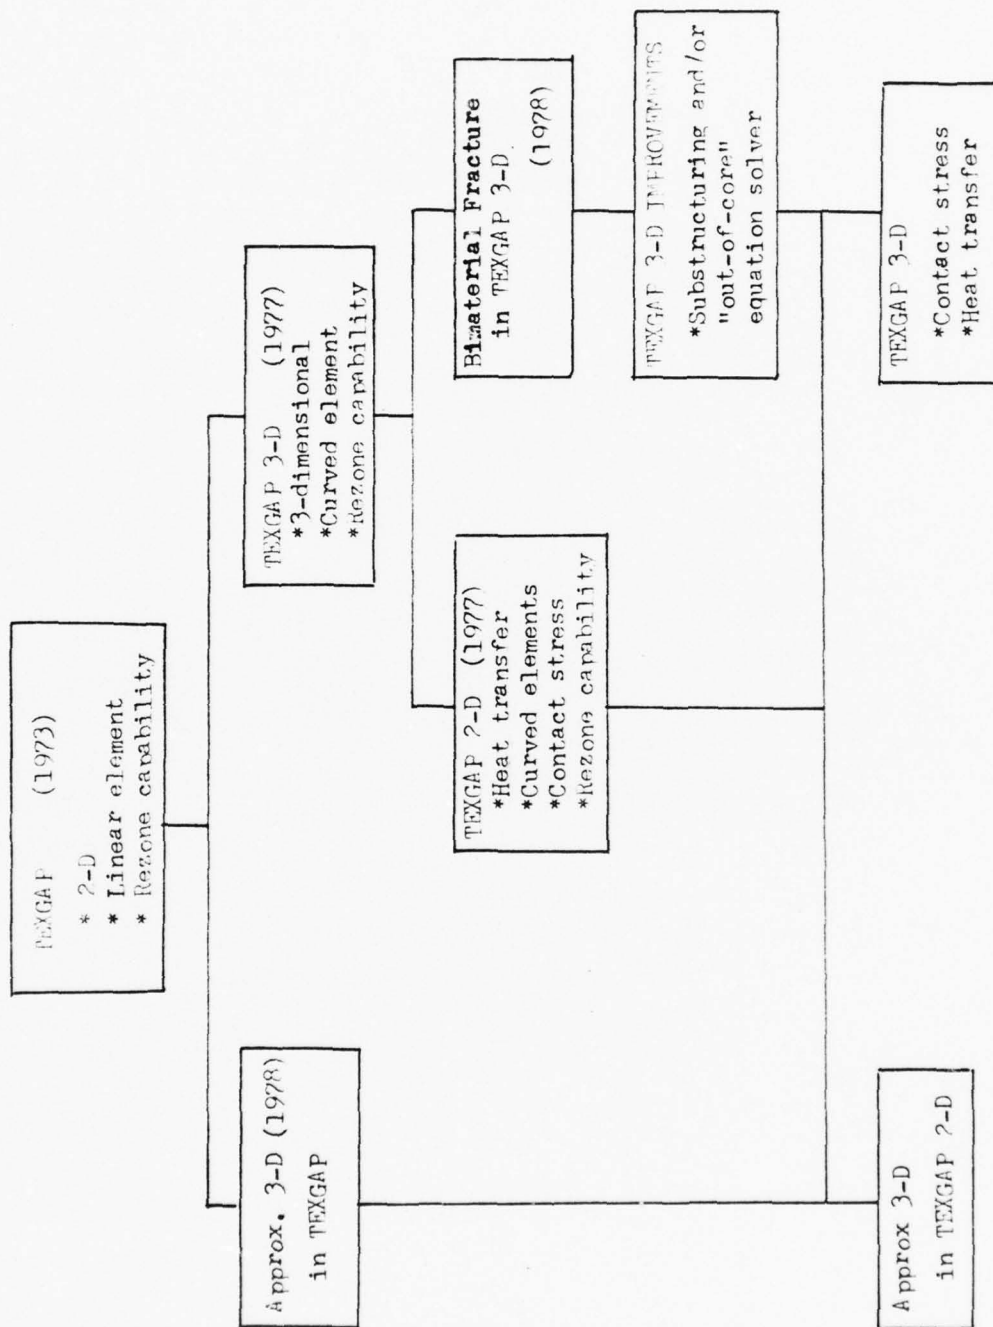 TEXGAP (1973)
* 2-D
* Linear element
* Rezone capability
Approx. 3-D (1978)
in TEXGAP
TEXGAP 3-D (1977)
*3-dimensional
*Curved element
*Rezone capability
TEXGAP 2-D (1977)
*Heat transfer
*Curved elements
*Contact stress
*Rezone capability
Bimaterial Fracture
in TEXGAP 3-D.
(1978)
TEXGAP 3-D IMPROVEMENTS
*Substructuring and/or
"out-of-core"
equation solver
Approx 3-D
in TEXGAP 2-D
TEXGAP 3-D
*Contact stress
*Heat transfer